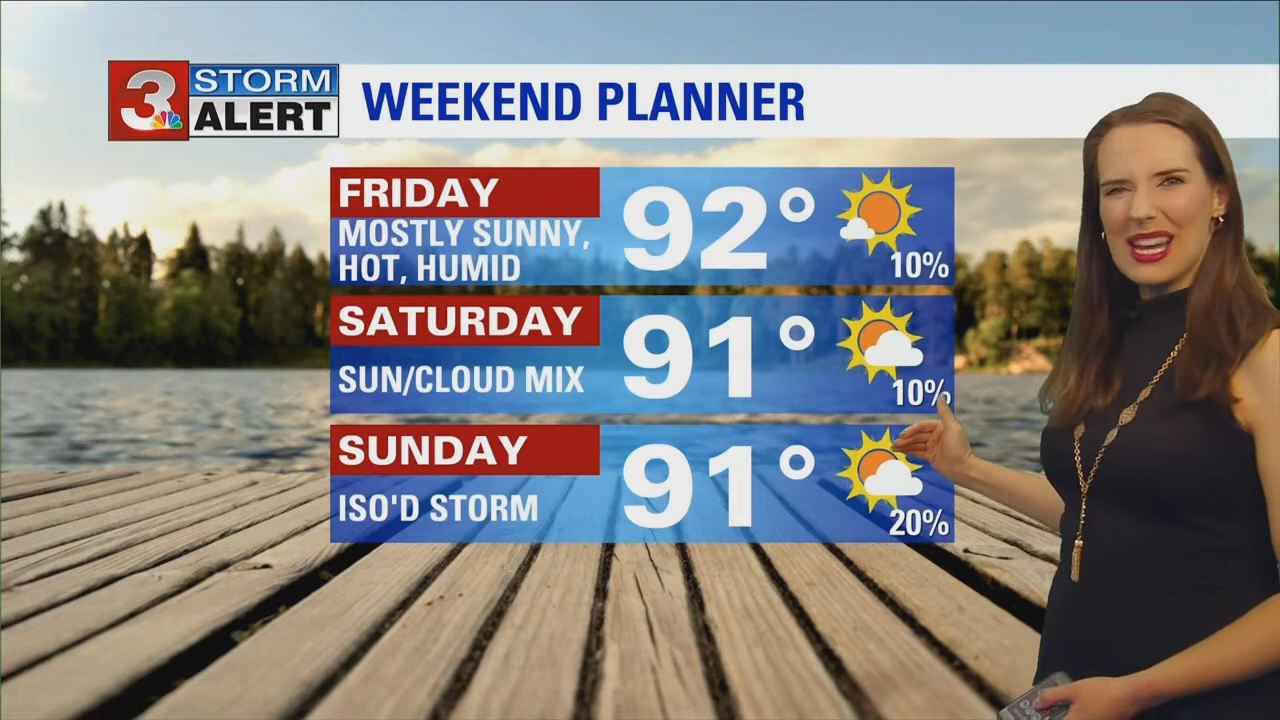 3 STORM
ALERT
WEEKEND PLANNER
FRIDAY
MOSTLY SUNNY,
HOT, HUMID
92°
10%
SATURDAY
SUN/CLOUD MIX
91°
10%
SUNDAY
ISO'D STORM
91°
20%